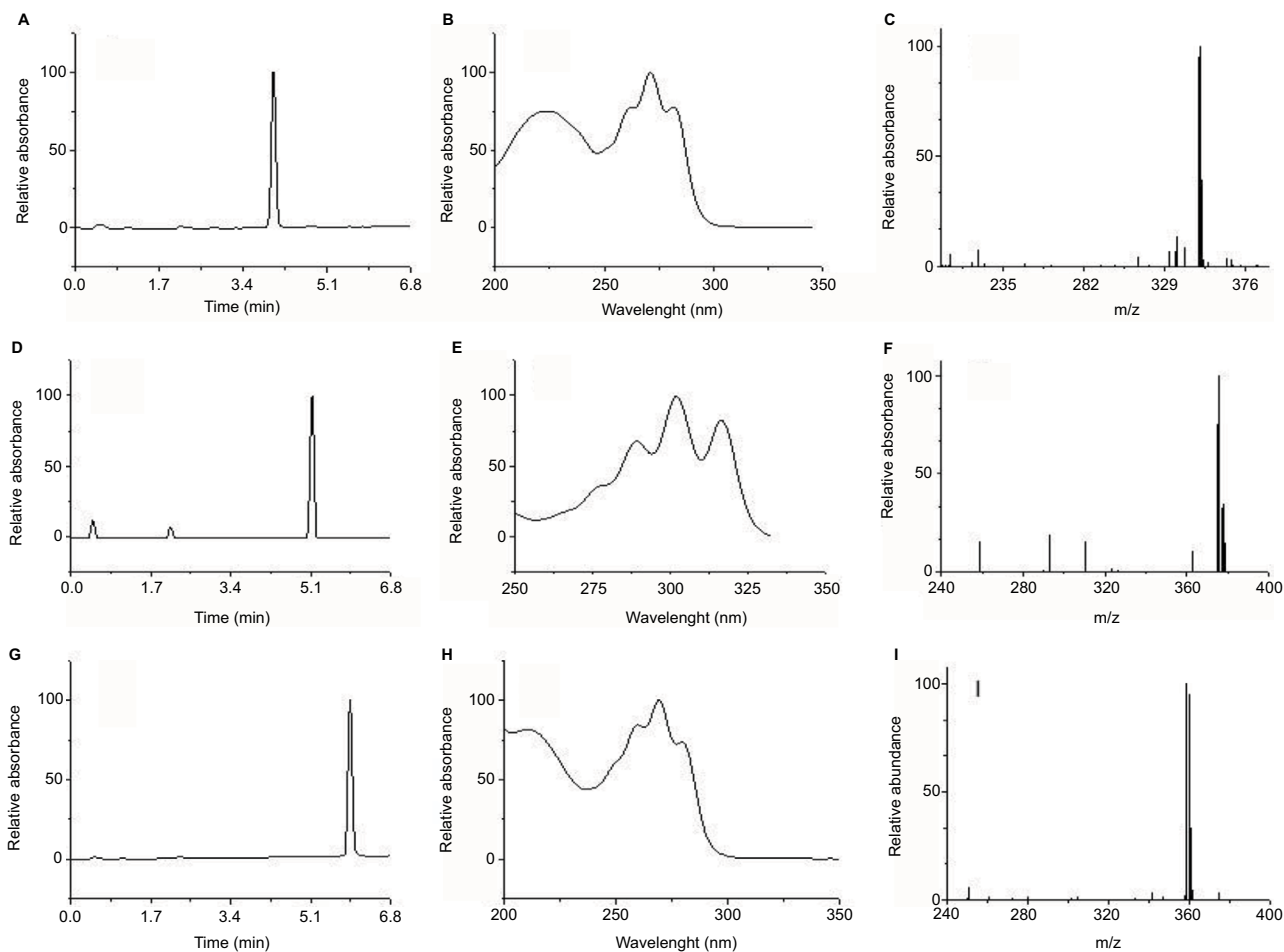 A
Relative absorbance
100
50
0
0.0 1.7 3.4 5.1 6.8
Time (min)
B
Relative absorbance
100
50
0
200 250 300 350
Wavelenght (nm)
C
Relative absorbance
100
50
0
235 282 329 376
m/z
D
Relative absorbance
100
50
0
0.0 1.7 3.4 5.1 6.8
Time (min)
E
Relative absorbance
100
50
0
250 275 300 325 350
Wavelenght (nm)
F
Relative absorbance
100
50
0
240 280 320 360 400
m/z
G
Relative absorbance
100
50
0
0.0 1.7 3.4 5.1 6.8
Time (min)
H
Relative absorbance
100
50
0
200 250 300 350
Wavelenght (nm)
I
Relative abundance
100
50
0
240 280 320 360 400
m/z